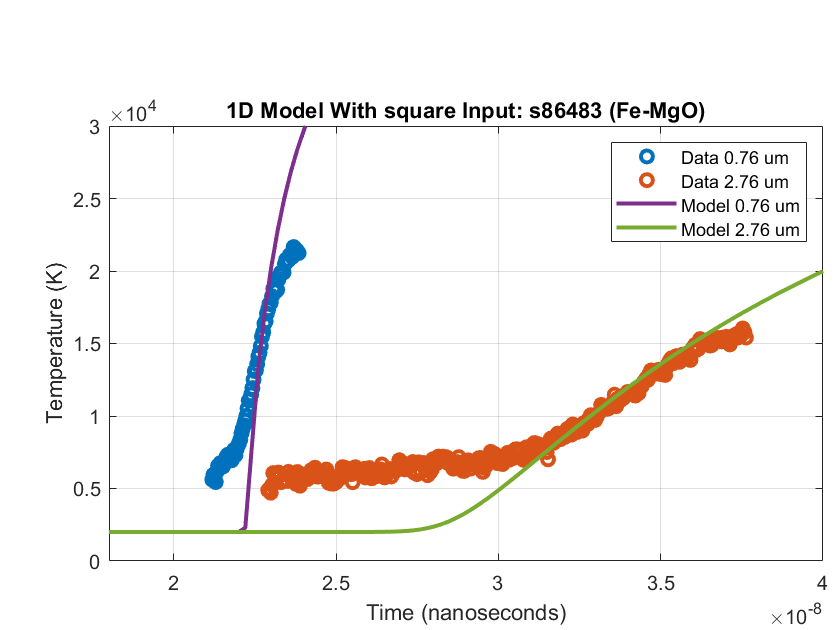 ×10⁴
1D Model With square Input: s86483 (Fe-MgO)
3
2.5
2
1.5
1
0.5
0
Temperature (K)
Data 0.76 um
Data 2.76 um
Model 0.76 um
Model 2.76 um
2
2.5
3
3.5
4
Time (nanoseconds)
×10⁻⁸